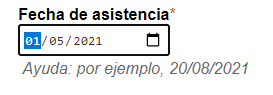 Fecha de asistencia*
01/05/2021
Ayuda: por ejemplo, 20/08/2021